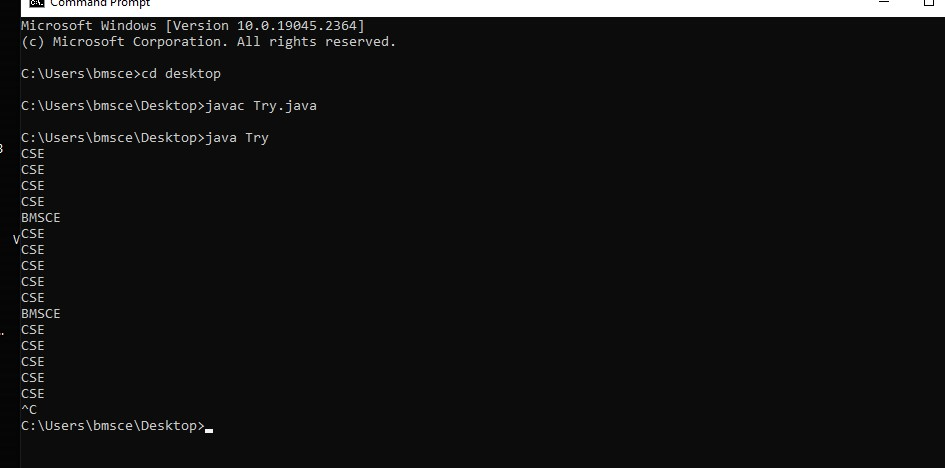 Command Prompt
Microsoft Windows [Version 10.0.19045.2364]
(c) Microsoft Corporation. All rights reserved.
C:\Users\bmsce>cd desktop
C:\Users\bmsce\Desktop>javac Try.java
C:\Users\bmsce\Desktop>java Try
CSE
CSE
CSE
CSE
BMSCE
CSE
CSE
CSE
CSE
CSE
BMSCE
CSE
CSE
CSE
CSE
CSE
^C
C:\Users\bmsce\Desktop>